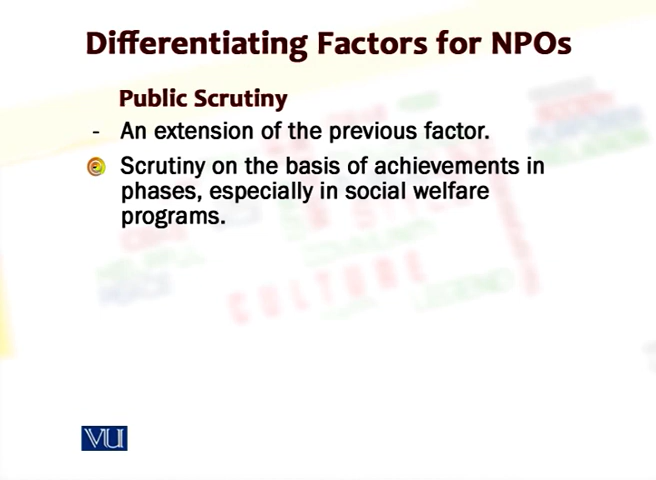 Differentiating Factors for NPOs
Public Scrutiny
- An extension of the previous factor.
Scrutiny on the basis of achievements in
phases, especially in social welfare
programs.
CULTURE
VU